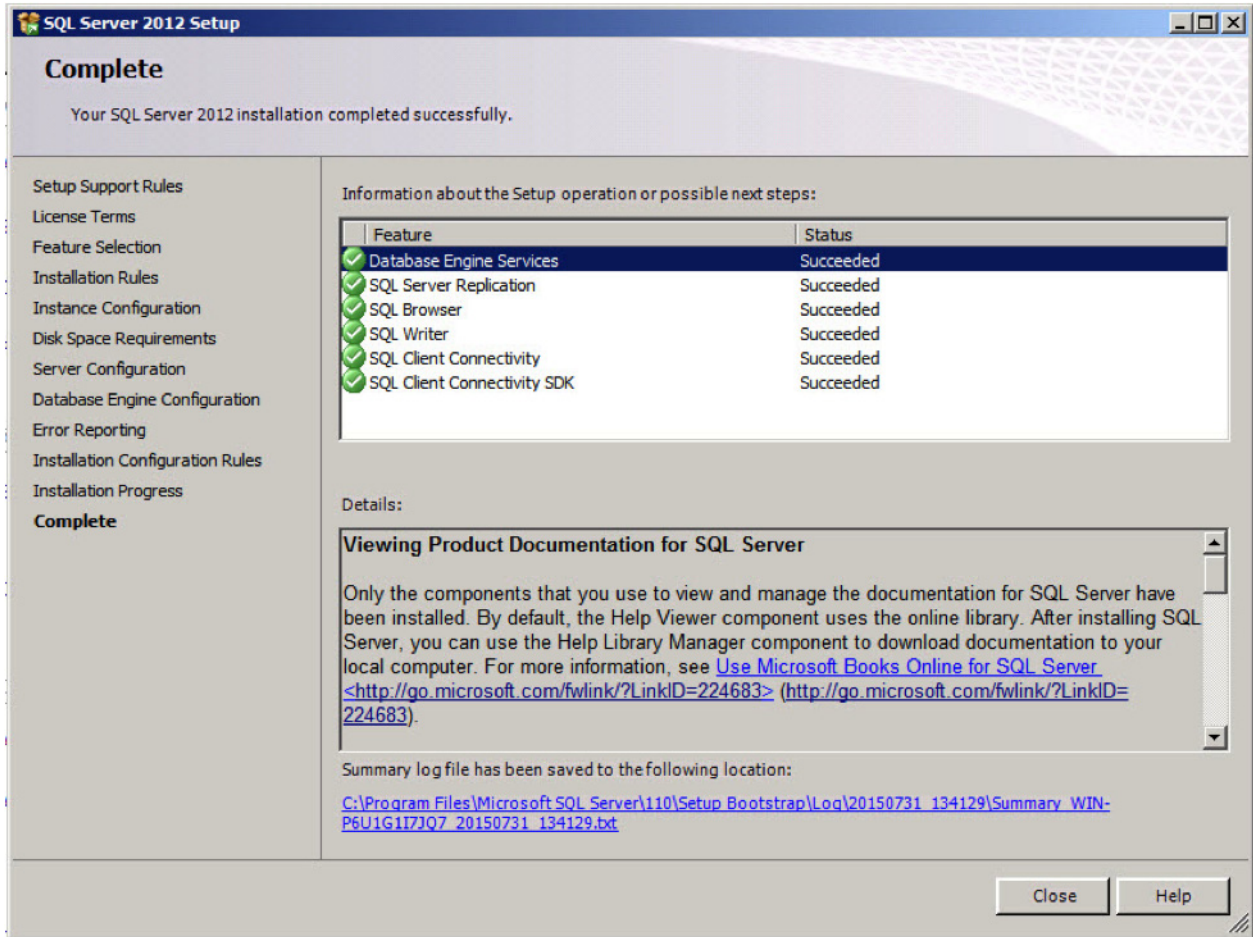 SQL Server 2012 Setup
Complete
Your SQL Server 2012 installation completed successfully.
Setup Support Rules
License Terms
Feature Selection
Installation Rules
Instance Configuration
Disk Space Requirements
Server Configuration
Database Engine Configuration
Error Reporting
Installation Configuration Rules
Installation Progress
Complete
Information about the Setup operation or possible next steps:
Feature Status
Database Engine Services Succeeded
SQL Server Replication Succeeded
SQL Browser Succeeded
SQL Writer Succeeded
SQL Client Connectivity Succeeded
SQL Client Connectivity SDK Succeeded
Details:
Viewing Product Documentation for SQL Server
Only the components that you use to view and manage the documentation for SQL Server have
been installed. By default, the Help Viewer component uses the online library. After installing SQL
Server, you can use the Help Library Manager component to download documentation to your
local computer. For more information, see Use Microsoft Books Online for SQL Server
<http://go.microsoft.com/fwlink/?LinkID=224683> (http://go.microsoft.com/fwlink/?LinkID=
224683).
Summary log file has been saved to the following location:
C:\Program Files\Microsoft SQL Server\110\Setup Bootstrap\Log\20150731_134129\Summary_WIN-
P6U1G1I7JQ7_20150731_134129.txt
Close Help